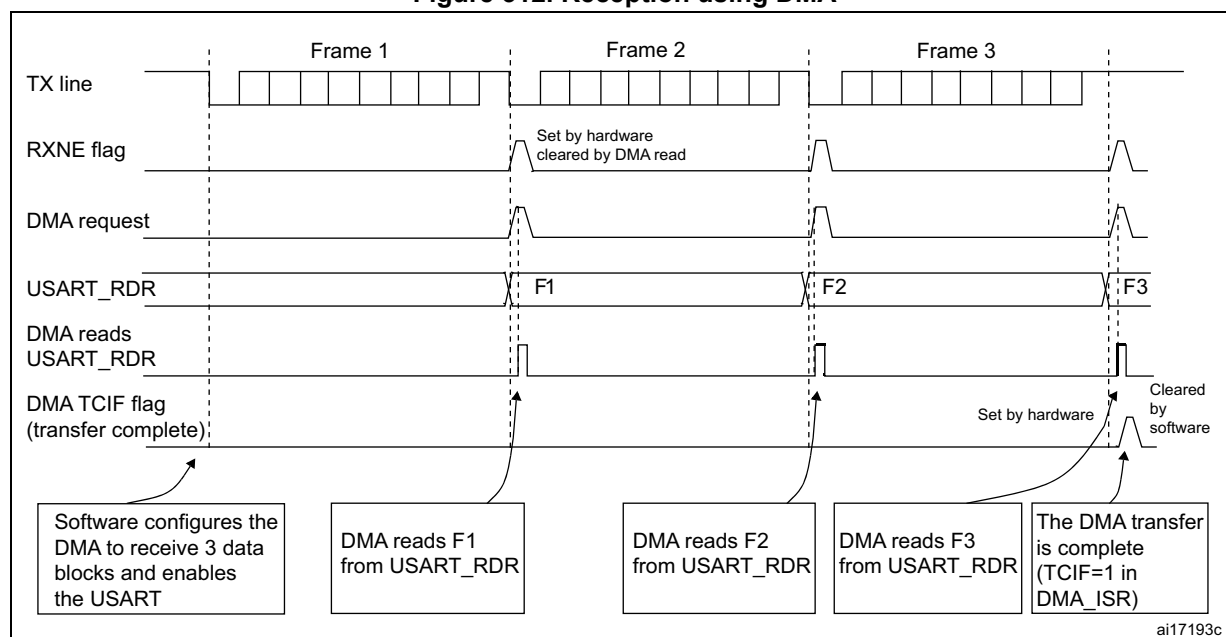 Figure 312. Reception using DMA
Frame 1
Frame 2
Frame 3
TX line
RXNE flag
Set by hardware
cleared by DMA read
DMA request
USART_RDR
F1
F2
F3
DMA reads
USART_RDR
DMA TCIF flag
(transfer complete)
Set by hardware
Cleared
by
software
Software configures the
DMA to receive 3 data
blocks and enables
the USART
DMA reads F1
from USART_RDR
DMA reads F2
from USART_RDR
DMA reads F3
from USART_RDR
The DMA transfer
is complete
(TCIF=1 in
DMA_ISR)
ai17193c